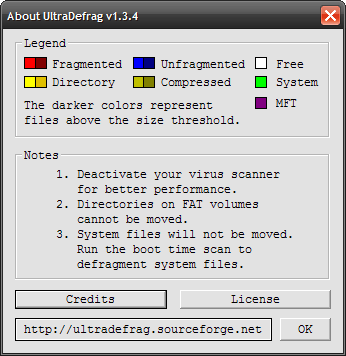 About UltraDefrag v1.3.4
Legend
Fragmented Unfragmented Free
Directory Compressed System
The darker colors represent MFT
files above the size threshold.
Notes
1. Deactivate your virus scanner
for better performance.
2. Directories on FAT volumes
cannot be moved.
3. System files will not be moved.
Run the boot time scan to
defragment system files.
Credits License
http://ultradefrag.sourceforge.net OK